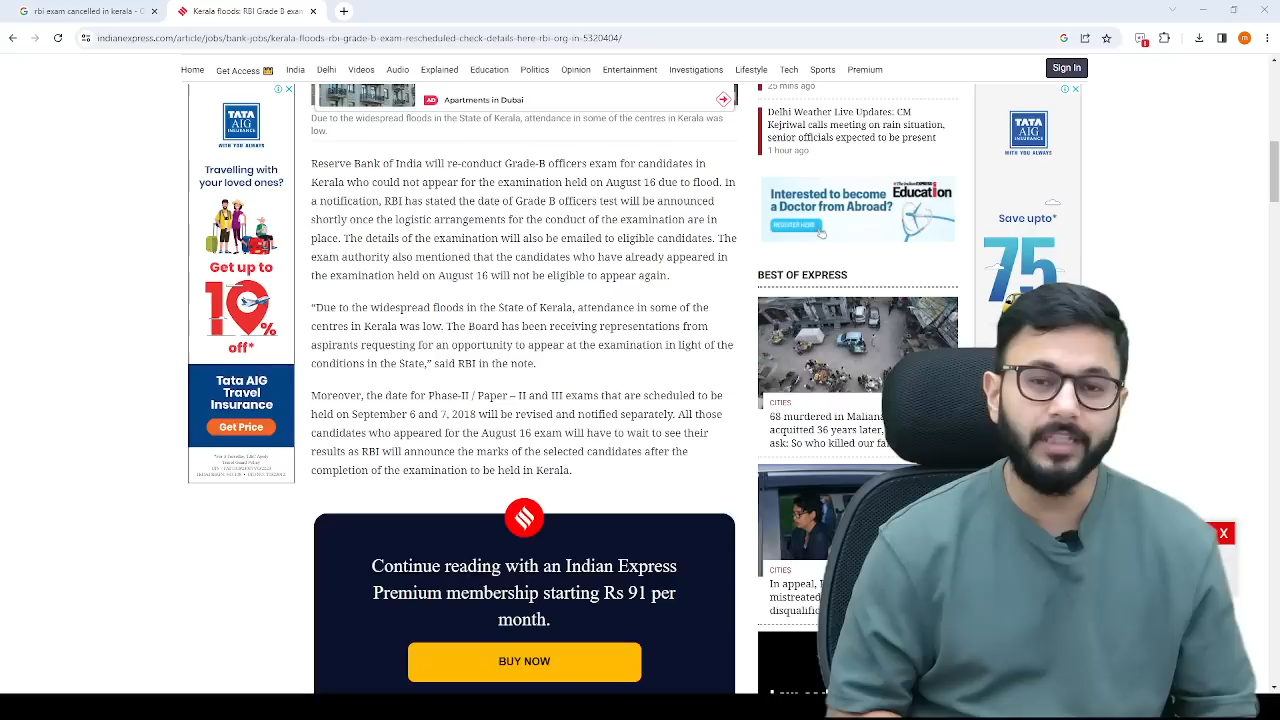 rbi exam cancelled in kerala - G
Kerala floods: RBI Grade B exam
m
indianexpress.com/article/jobs/bank-jobs/kerala-floods-rbi-grade-b-exam-rescheduled-check-details-here-rbi-org-in-5320404/
1
Home Get Access India Delhi Videos Audio Explained Education Politics Opinion Entertainment Investigations Lifestyle Tech Sports Premium Sign In
TATA
AIG
INSURANCE
WITH YOU ALWAYS
Travelling with
your loved ones?
Get up to
10%
off*
Tata AIG
Travel
Insurance
Get Price
AD Apartments in Dubai
Due to the widespread floods in the State of Kerala, attendance in some of the centres in Kerala was
low.
Reserve Bank of India will re-conduct Grade-B officers exam for candidates in
Kerala who could not appear for the examination held on August 16 due to flood. In
a notification, RBI has stated the date of Grade B officers test will be announced
shortly once the logistic arrangements for the conduct of the examination are in
place. The details of the examination will also be emailed to eligible candidates. The
exam authority also mentioned that the candidates who have already appeared in
the examination held on August 16 will not be eligible to appear again.
“Due to the widespread floods in the State of Kerala, attendance in some of the
centres in Kerala was low. The Board has been receiving representations from
aspirants requesting for an opportunity to appear at the examination in light of the
conditions in the State,” said RBI in the note.
Moreover, the date for Phase-II / Paper – II and III exams that are scheduled to be
held on September 6 and 7, 2018 will be revised and notified separately. All those
candidates who appeared for the August 16 exam will have to wait to see their
results as RBI will announce the marks of the selected candidates after the
completion of the examination to be held in Kerala.
Continue reading with an Indian Express
Premium membership starting Rs 91 per
month.
BUY NOW
25 mins ago
Delhi Weather Live Updates: CM
Kejriwal calls meeting on rain situation,
senior officials expected to be present
1 hour ago
Interested to become
a Doctor from Abroad?
REGISTER HERE
The Indian EXPRESS
Education
BEST OF EXPRESS
CITIES
68 murdered in Maliana
acquitted 36 years later,
ask: So who killed our fa
CITIES
In appeal,
mistreated
disqualific
TATA
AIG
INSURANCE
WITH YOU ALWAYS
Save upto*
75
X